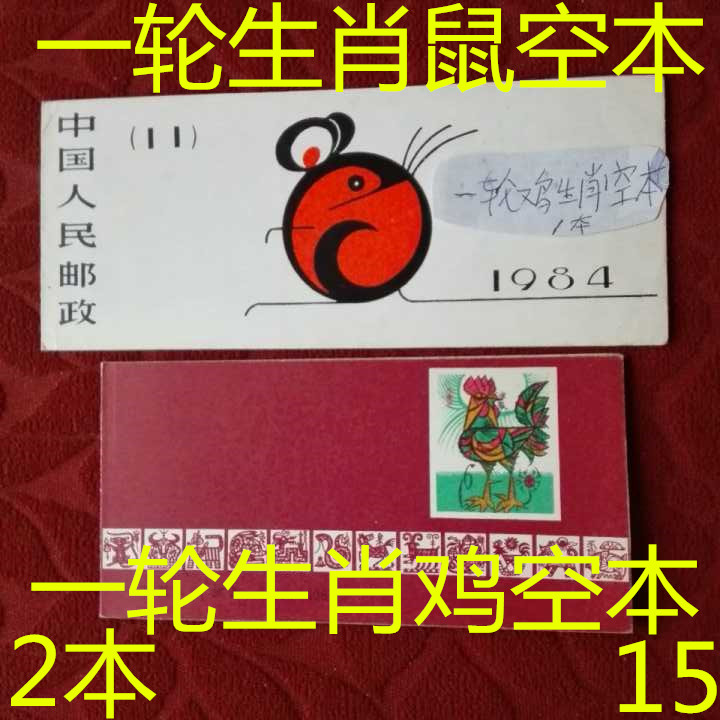 一轮生肖鼠空本
中国人民邮政
(11)
一轮鸡生肖空本
1本
1984
一轮生肖鸡空本
2本
15